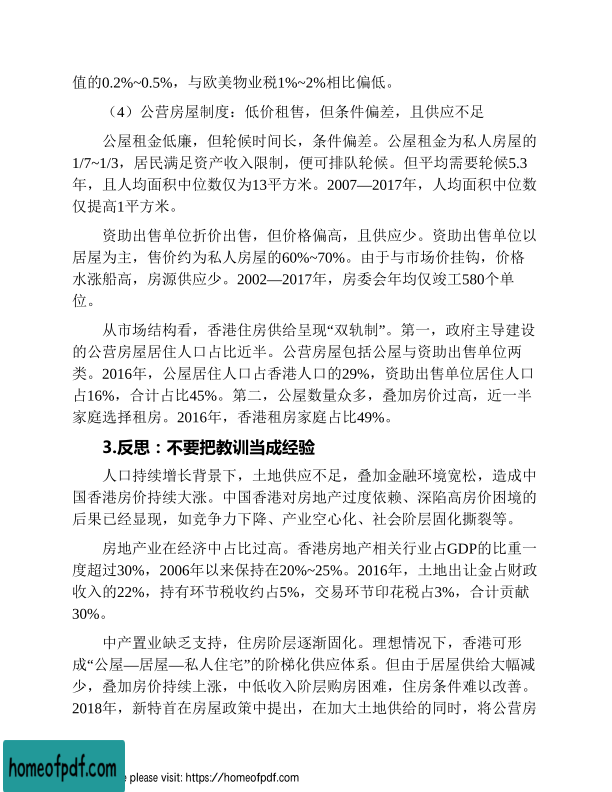 值的0.2%~0.5%，与欧美物业税1%~2%相比偏低。
（4）公营房屋制度：低价租售，但条件偏差，且供应不足
公屋租金低廉，但轮候时间长，条件偏差。公屋租金为私人房屋的
1/7~1/3，居民满足资产收入限制，便可排队轮候。但平均需要轮候5.3
年，且人均面积中位数仅为13平方米。2007—2017年，人均面积中位数
仅提高1平方米。
资助出售单位折价出售，但价格偏高，且供应少。资助出售单位以
居屋为主，售价约为私人房屋的60%~70%。由于与市场价挂钩，价格
水涨船高，房源供应少。2002—2017年，房委会年均仅竣工580个单
位。
从市场结构看，香港住房供给呈现“双轨制”。第一，政府主导建设
的公营房屋居住人口占比近半。公营房屋包括公屋与资助出售单位两
类。2016年，公屋居住人口占香港人口的29%，资助出售单位居住人口
占16%，合计占比45%。第二，公屋数量众多，叠加房价过高，近一半
家庭选择租房。2016年，香港租房家庭占比49%。
3.反思：不要把教训当成经验
人口持续增长背景下，土地供应不足，叠加金融环境宽松，造成中
国香港房价持续大涨。中国香港对房地产过度依赖、深陷高房价困境的
后果已经显现，如竞争力下降、产业空心化、社会阶层固化撕裂等。
房地产业在经济中占比过高。香港房地产相关行业占GDP的比重一
度超过30%，2006年以来保持在20%~25%。2016年，土地出让金占财政
收入的22%，持有环节税收约占5%，交易环节印花税占3%，合计贡献
30%。
中产置业缺乏支持，住房阶层逐渐固化。理想情况下，香港可形
成“公屋—居屋—私人住宅”的阶梯化供应体系。但由于居屋供给大幅减
少，叠加房价持续上涨，中低收入阶层购房困难，住房条件难以改善。
2018年，新特首在房屋政策中提出，在加大土地供给的同时，将公营房
homeofpdf.com
please visit: https://homeofpdf.com